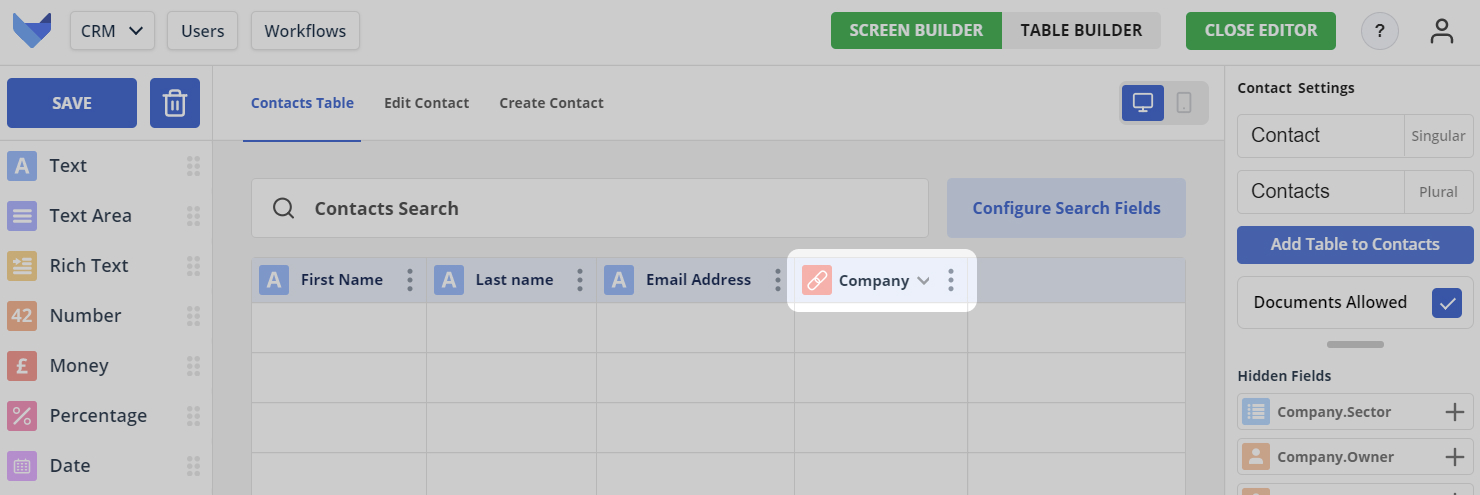 CRM
Users
Workflows
SCREEN BUILDER
TABLE BUILDER
CLOSE EDITOR
?
SAVE
Contacts Table
Edit Contact
Create Contact
Contact Settings
A Text
Text Area
Rich Text
42 Number
£ Money
% Percentage
Date
Contacts Search
Configure Search Fields
A First Name
A Last name
A Email Address
Company
Contact Singular
Contacts Plural
Add Table to Contacts
Documents Allowed
Hidden Fields
Company.Sector
Company.Owner